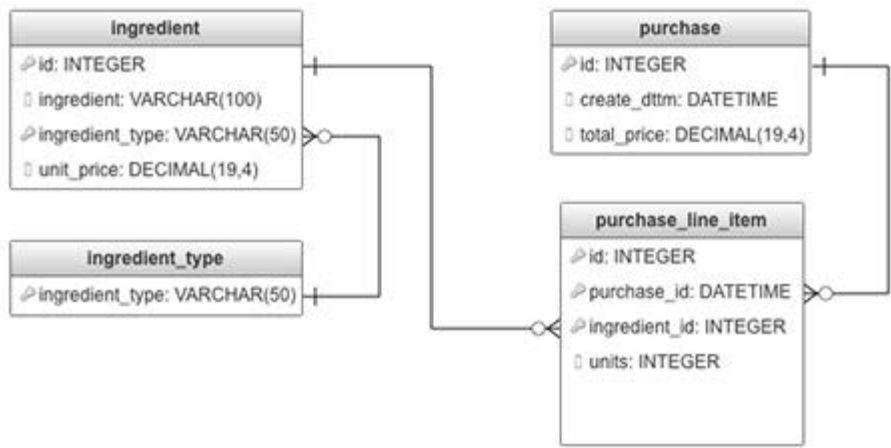 ingredient
id: INTEGER
ingredient: VARCHAR(100)
ingredient_type: VARCHAR(50)
unit_price: DECIMAL(19,4)
ingredient_type
ingredient_type: VARCHAR(50)
purchase
id: INTEGER
create_dttm: DATETIME
total_price: DECIMAL(19,4)
purchase_line_item
id: INTEGER
purchase_id: DATETIME
ingredient_id: INTEGER
units: INTEGER